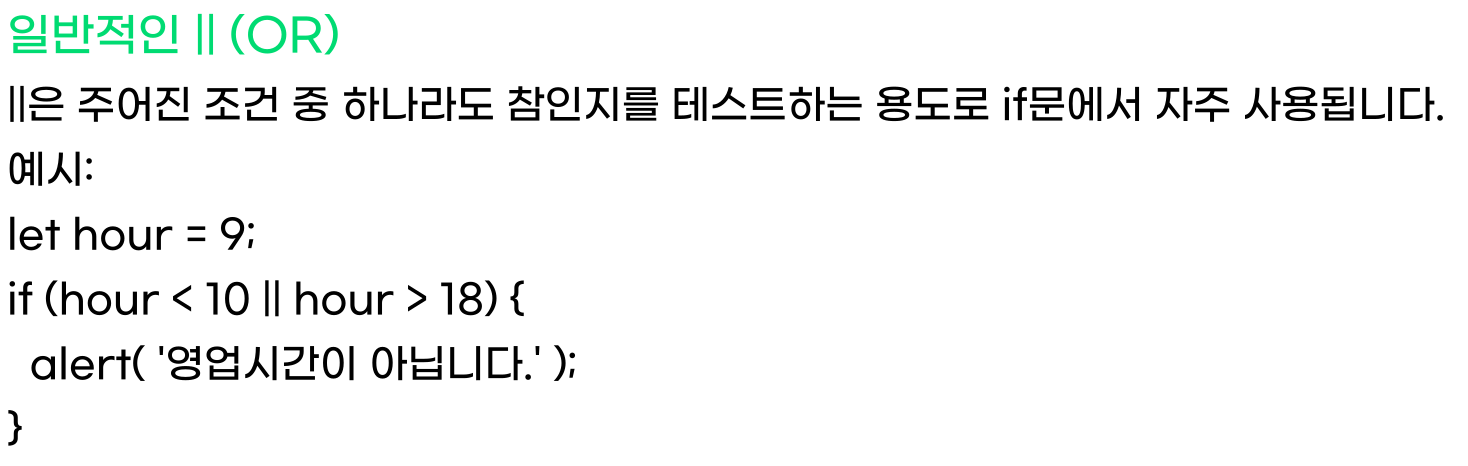 일반적인 || (OR)
||은 주어진 조건 중 하나라도 참인지를 테스트하는 용도로 if문에서 자주 사용됩니다.
예시:
let hour = 9;
if (hour < 10 || hour > 18) {
  alert( '영업시간이 아닙니다.' );
}